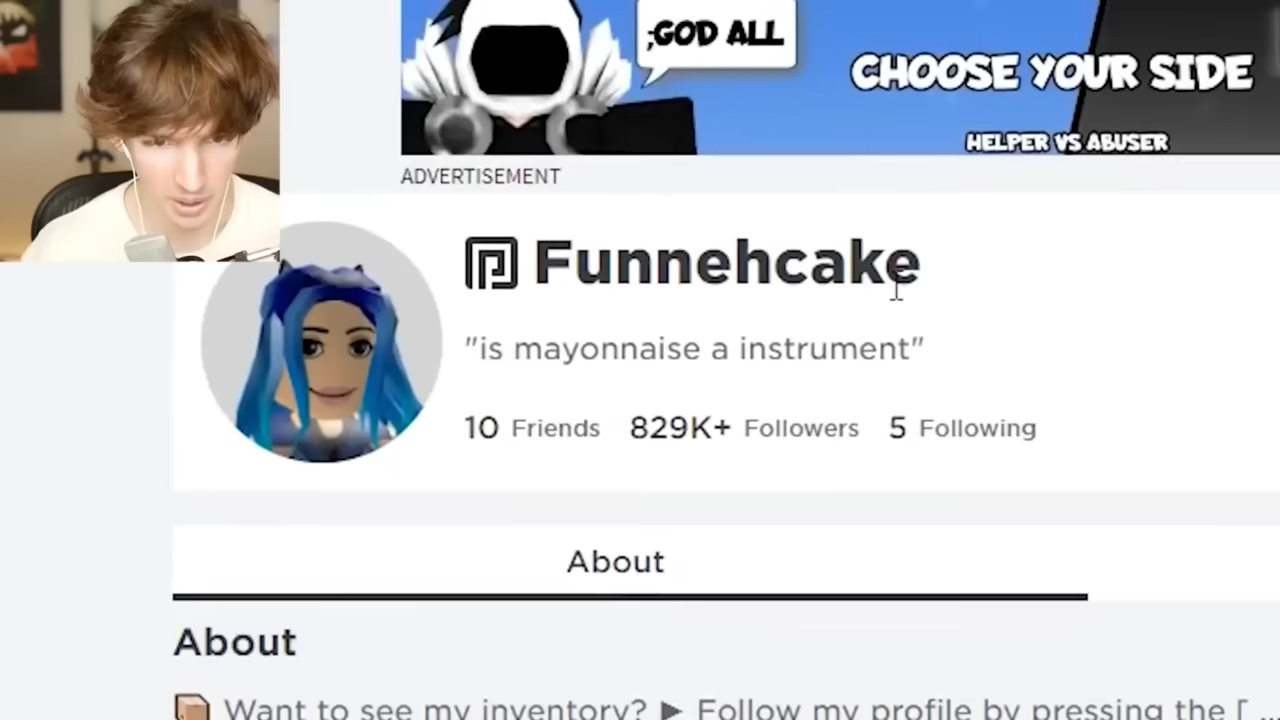 ;GOD ALL
CHOOSE YOUR SIDE
HELPER VS ABUSER
ADVERTISEMENT
Funnehcake
"is mayonnaise a instrument"
10 Friends 829K+ Followers 5 Following
About
About
Want to see my inventory? ► Follow my profile by pressing the [ ...